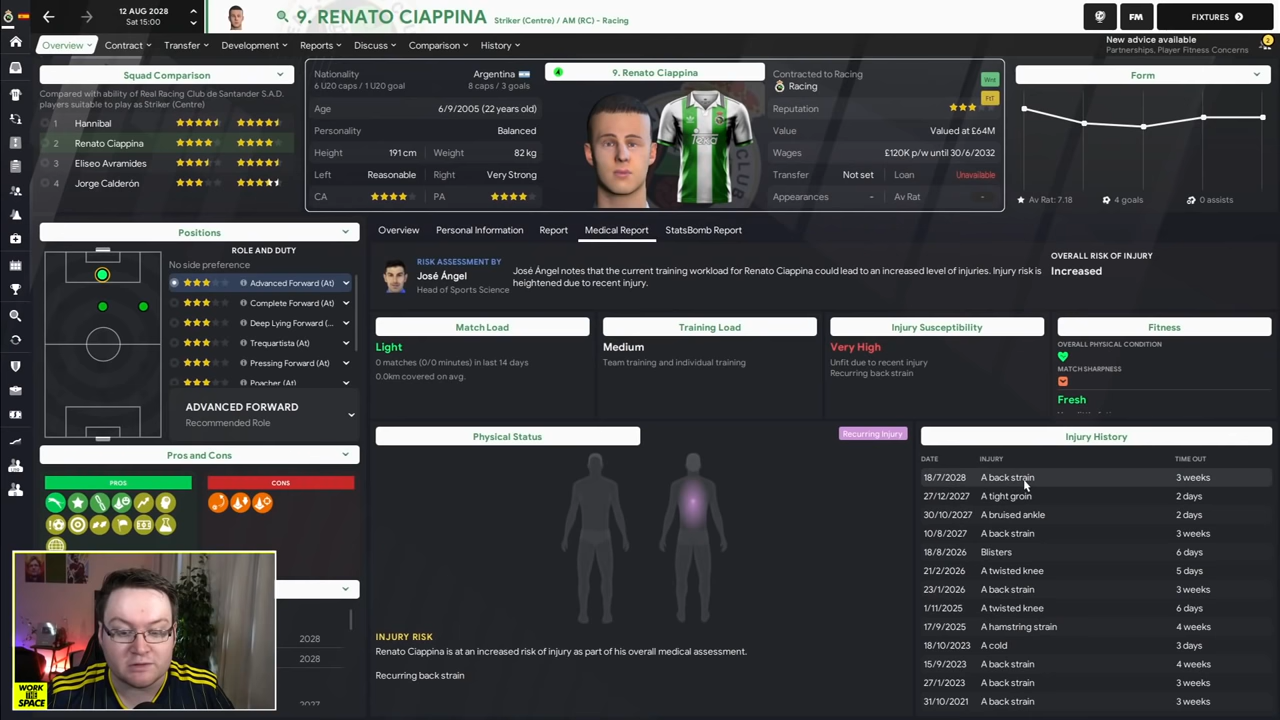 12 AUG 2028
Sat 15:00
9. RENATO CIAPPINA
Striker (Centre) / AM (RC) - Racing
FM
FIXTURES
Overview
Contract
Transfer
Development
Reports
Discuss
Comparison
History
New advice available
Partnerships, Player Fitness Concerns
2
Squad Comparison
Compared with ability of Real Racing Club de Santander S.A.D.
players suitable to play as Striker (Centre)
1 Hannibal
2 Renato Ciappina
3 Eliseo Avramides
4 Jorge Calderón
Nationality Argentina
6 U20 caps / 1 U20 goal 8 caps / 3 goals
Age 6/9/2005 (22 years old)
Personality Balanced
Height 191 cm Weight 82 kg
Left Reasonable Right Very Strong
CA PA
4 9. Renato Ciappina
Contracted to Racing
Racing
Wnt
FtT
Reputation
Value Valued at £64M
Wages £120K p/w until 30/6/2032
Transfer Not set Loan Unavailable
Appearances - Av Rat -
Form
Av Rat: 7.18 4 goals 0 assists
Positions
ROLE AND DUTY
No side preference
Advanced Forward (At)
Complete Forward (At)
Deep Lying Forward (...
Trequartista (At)
Pressing Forward (At)
Poacher (At)
ADVANCED FORWARD
Recommended Role
Pros and Cons
PROS CONS
2028
2028
2027
WORK
THE
SPACE
Overview
Personal Information
Report
Medical Report
StatsBomb Report
RISK ASSESSMENT BY
José Ángel
Head of Sports Science
José Ángel notes that the current training workload for Renato Ciappina could lead to an increased level of injuries. Injury risk is
heightened due to recent injury.
OVERALL RISK OF INJURY
Increased
Match Load
Light
0 matches (0/0 minutes) in last 14 days
0.0km covered on avg.
Training Load
Medium
Team training and individual training
Injury Susceptibility
Very High
Unfit due to recent injury
Recurring back strain
Fitness
OVERALL PHYSICAL CONDITION
MATCH SHARPNESS
Fresh
Physical Status
Recurring Injury
INJURY RISK
Renato Ciappina is at an increased risk of injury as part of his overall medical assessment.
Recurring back strain
Injury History
DATE INJURY TIME OUT
18/7/2028 A back strain 3 weeks
27/12/2027 A tight groin 2 days
30/10/2027 A bruised ankle 2 days
10/8/2027 A back strain 3 weeks
18/8/2026 Blisters 6 days
21/2/2026 A twisted knee 5 days
23/1/2026 A back strain 3 weeks
1/11/2025 A twisted knee 6 days
17/9/2025 A hamstring strain 4 weeks
18/10/2023 A cold 3 days
15/9/2023 A back strain 4 weeks
27/1/2023 A back strain 3 weeks
31/10/2021 A back strain 3 weeks